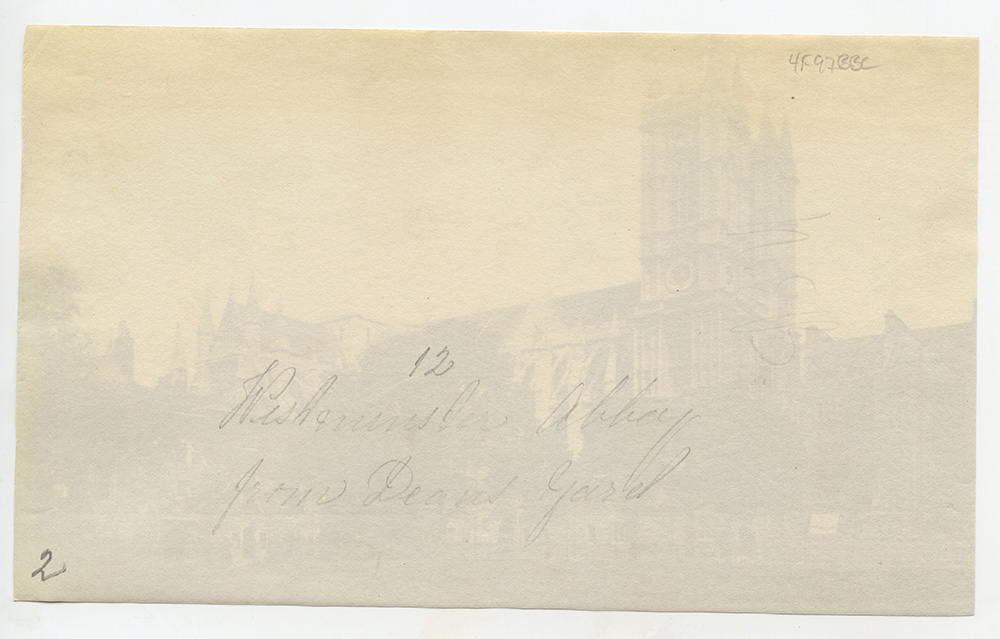 4F97BBC
12
Westminster Abbey
from Deans Yard
2